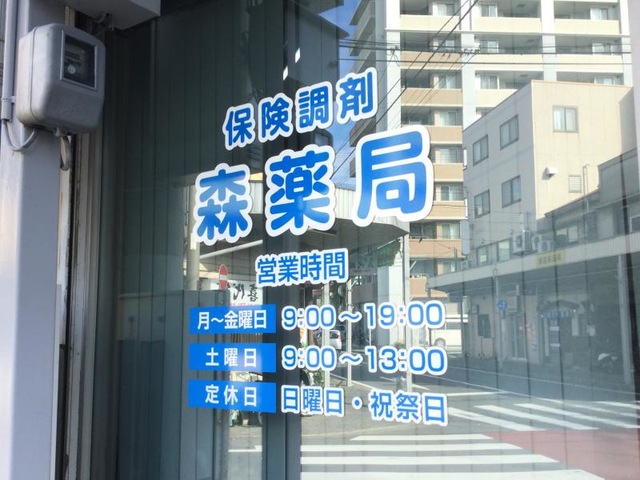 保険調剤
森薬局
営業時間
月～金曜日 9:00～19:00
土曜日 9:00～13:00
定休日 日曜日・祝祭日